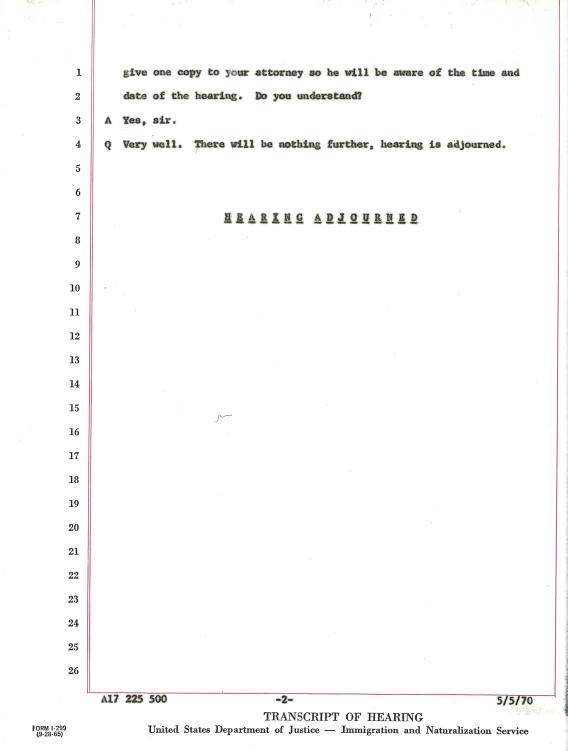 1 give one copy to your attorney so he will be aware of the time and
2 date of the hearing. Do you understand?
3 A Yes, sir.
4 Q Very well. There will be nothing further, hearing is adjourned.
5
6
7 HEARING ADJOURNED
8
9
10
11
12
13
14
15
16
17
18
19
20
21
22
23
24
25
26
A17 225 500 -2- 5/5/70
TRANSCRIPT OF HEARING
FORM I-299
(9-28-65)
United States Department of Justice — Immigration and Naturalization Service